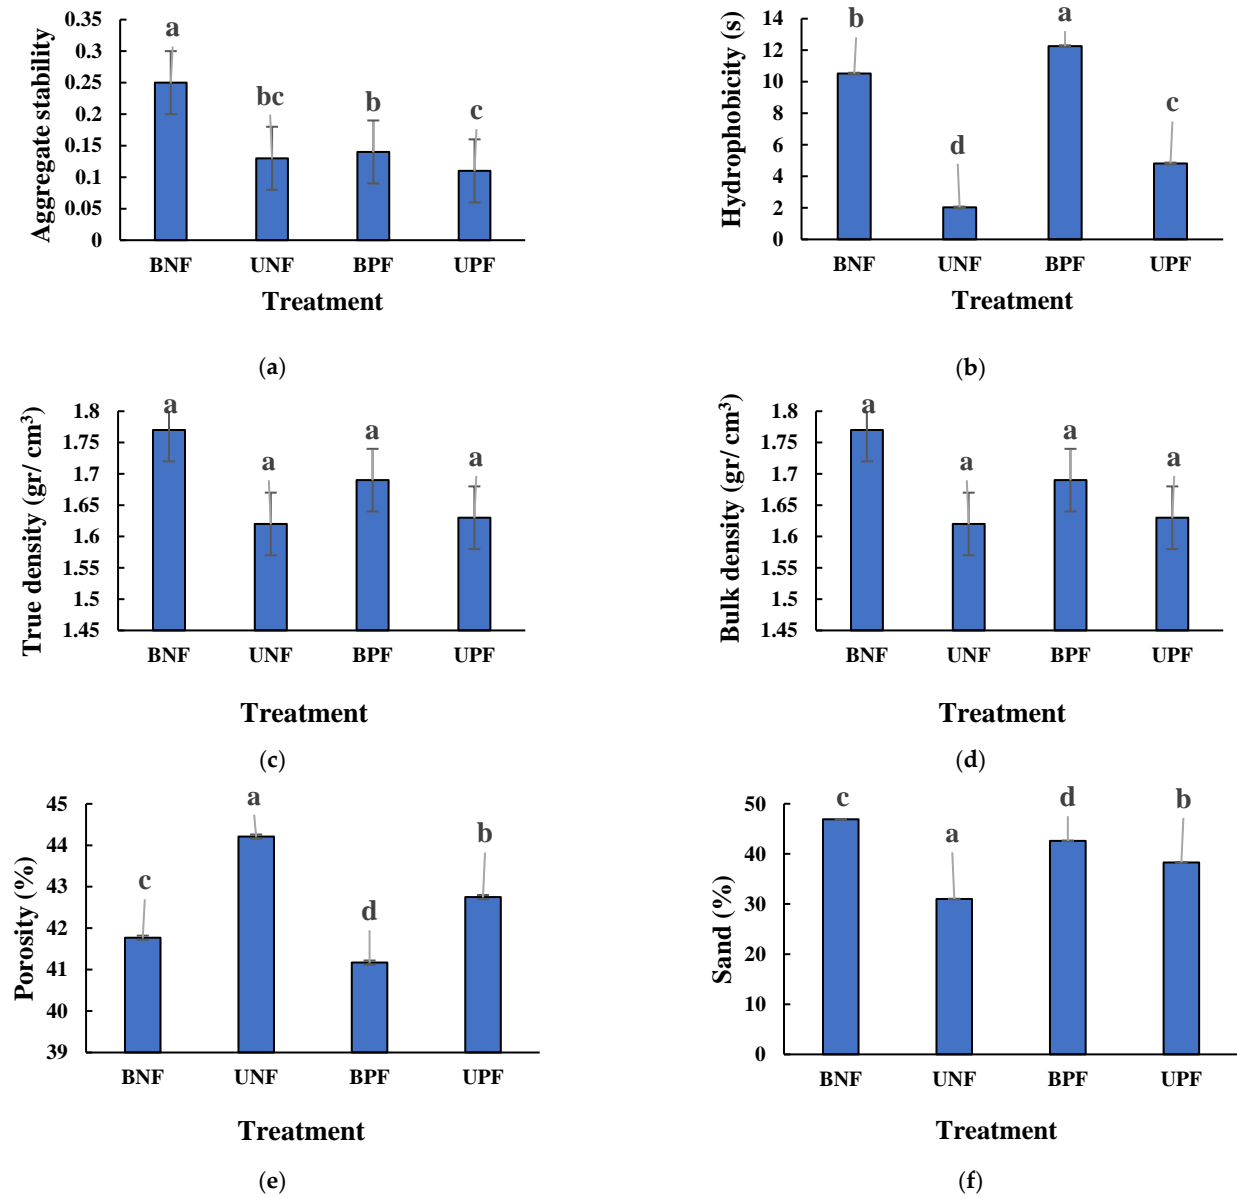 0.35
0.3
0.25
0.2
0.15
0.1
0.05
0
Aggregate stability
a
bc
b
c
BNF UNF BPF UPF
Treatment
(a)
14
12
10
8
6
4
2
0
Hydrophobicity (s)
b
d
a
c
BNF UNF BPF UPF
Treatment
(b)
1.8
1.75
1.7
1.65
1.6
1.55
1.5
1.45
True density (gr/ cm³)
a
a
a
a
BNF UNF BPF UPF
Treatment
(c)
1.8
1.75
1.7
1.65
1.6
1.55
1.5
1.45
Bulk density (gr/ cm³)
a
a
a
a
BNF UNF BPF UPF
Treatment
(d)
45
44
43
42
41
40
39
Porosity (%)
c
a
d
b
BNF UNF BPF UPF
Treatment
(e)
50
40
30
20
10
0
Sand (%)
c
a
d
b
BNF UNF BPF UPF
Treatment
(f)